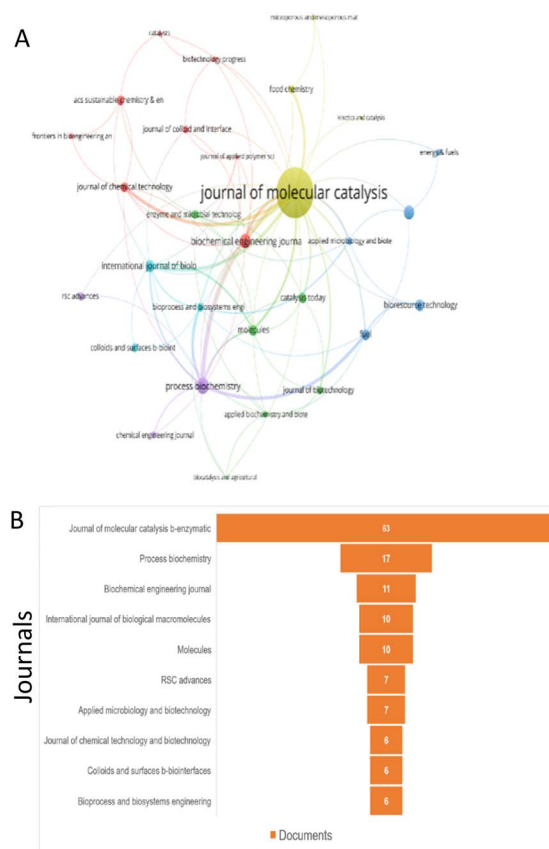 A
microporous and mesoporous mat
catalysts
biotechnology progress
food chemistry
acs sustainable chemistry & en
kinetics and catalysis
frontiers in bioengineering an
journal of colloid and interface
energy & fuels
journal of applied polymer sci
journal of chemical technology
journal of molecular catalysis
enzyme and microbial technolog
biochemical engineering journa
applied microbiology and biote
international journal of biolo
rsc advances
catalysis today
bioresource technology
bioprocess and biosystems engi
molecules
fuel
colloids and surfaces b-bioint
process biochemistry
journal of biotechnology
applied biochemistry and biote
chemical engineering journal
biocatalysis and agricultural
B
Journals
Journal of molecular catalysis b-enzymatic 63
Process biochemistry 17
Biochemical engineering journal 11
International journal of biological macromolecules 10
Molecules 10
RSC advances 7
Applied microbiology and biotechnology 7
Journal of chemical technology and biotechnology 6
Colloids and surfaces b-biointerfaces 6
Bioprocess and biosystems engineering 6
Documents